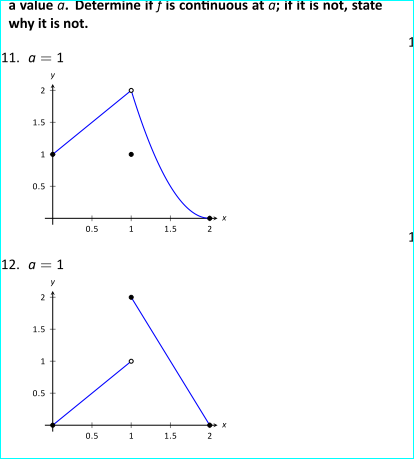 a value a. Determine if f is continuous at a; if it is not, state
why it is not.
11. a = 1
y
2
1.5
1
0.5
x
0.5 1 1.5 2
12. a = 1
y
2
1.5
1
0.5
x
0.5 1 1.5 2